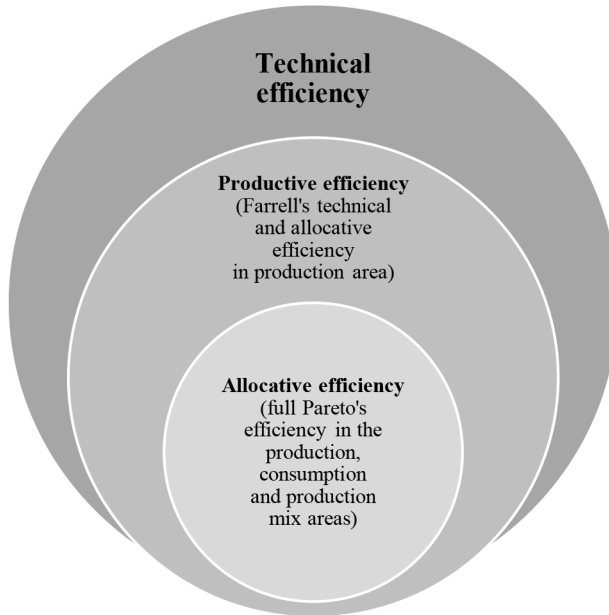 Technical
efficiency
Productive efficiency
(Farrell's technical
and allocative
efficiency
in production area)
Allocative efficiency
(full Pareto's
efficiency in the
production,
consumption
and production
mix areas)